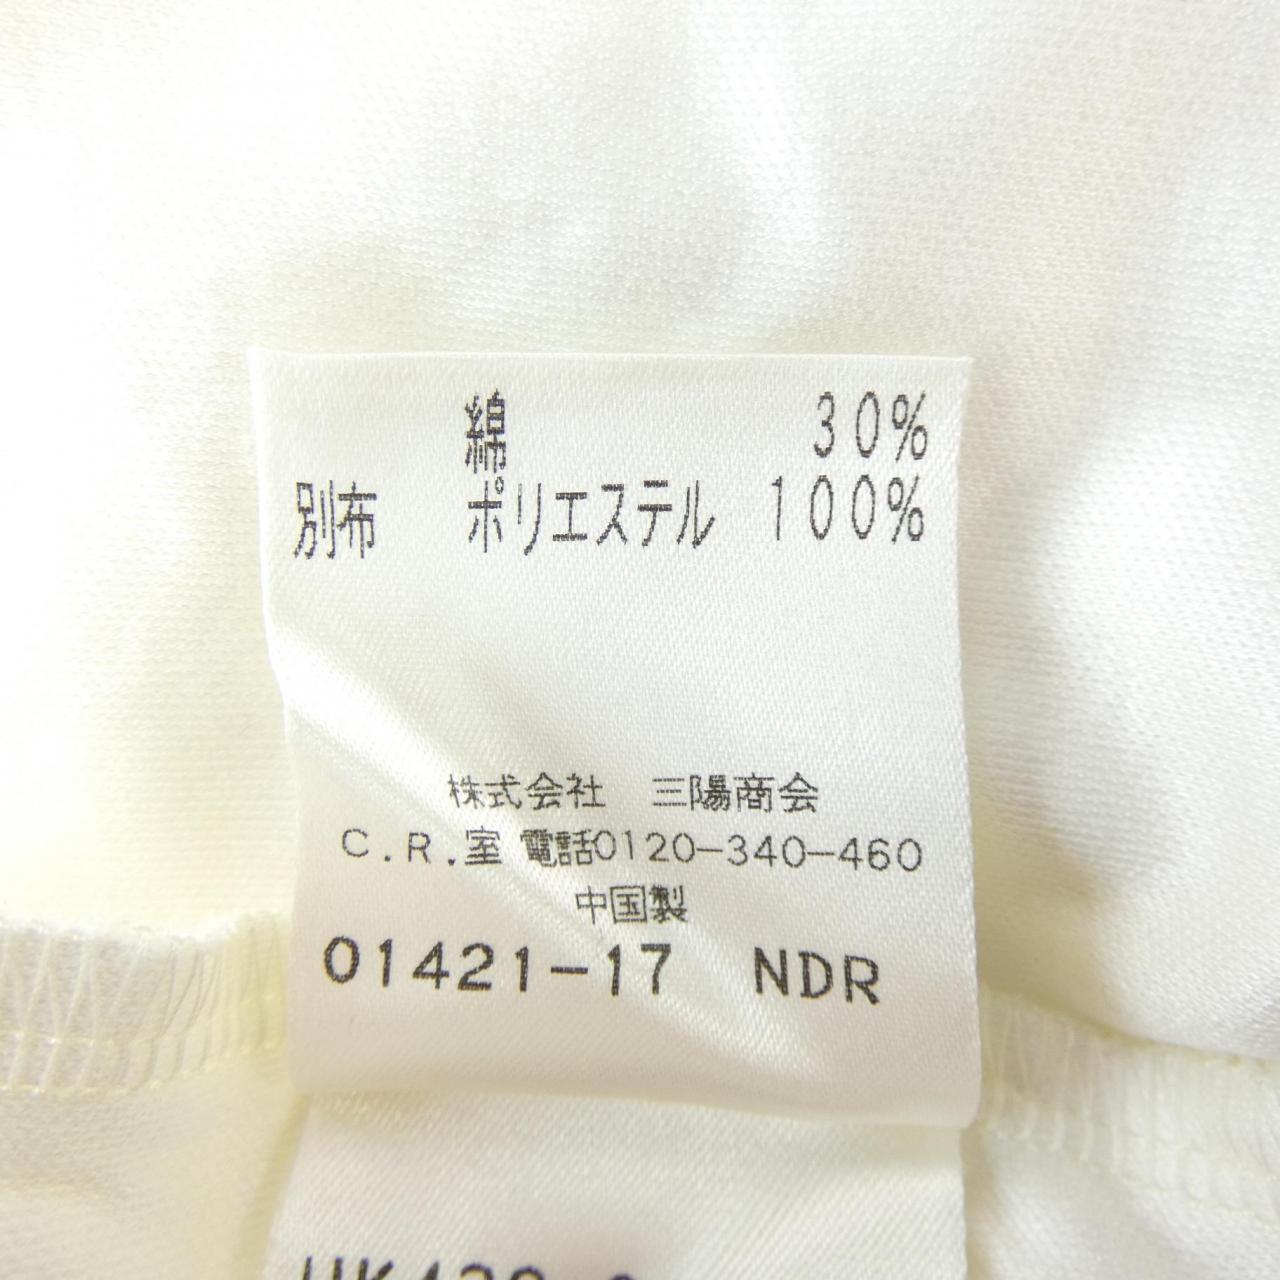 綿 30%
別布 ポリエステル 100%
株式会社 三陽商会
C.R.室 電話0120-340-460
中国製
01421-17 NDR